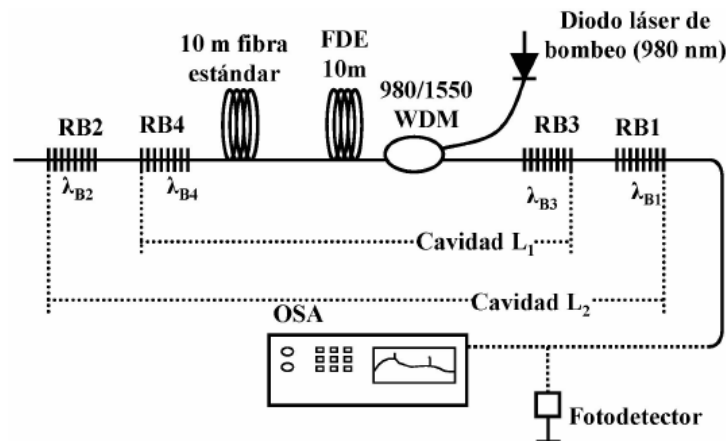 Diodo láser de
bombeo (980 nm)
10 m fibra
estándar
FDE
10m
980/1550
WDM
RB2
RB4
RB3
RB1
λB2
λB4
λB3
λB1
Cavidad L1
Cavidad L2
OSA
Fotodetector